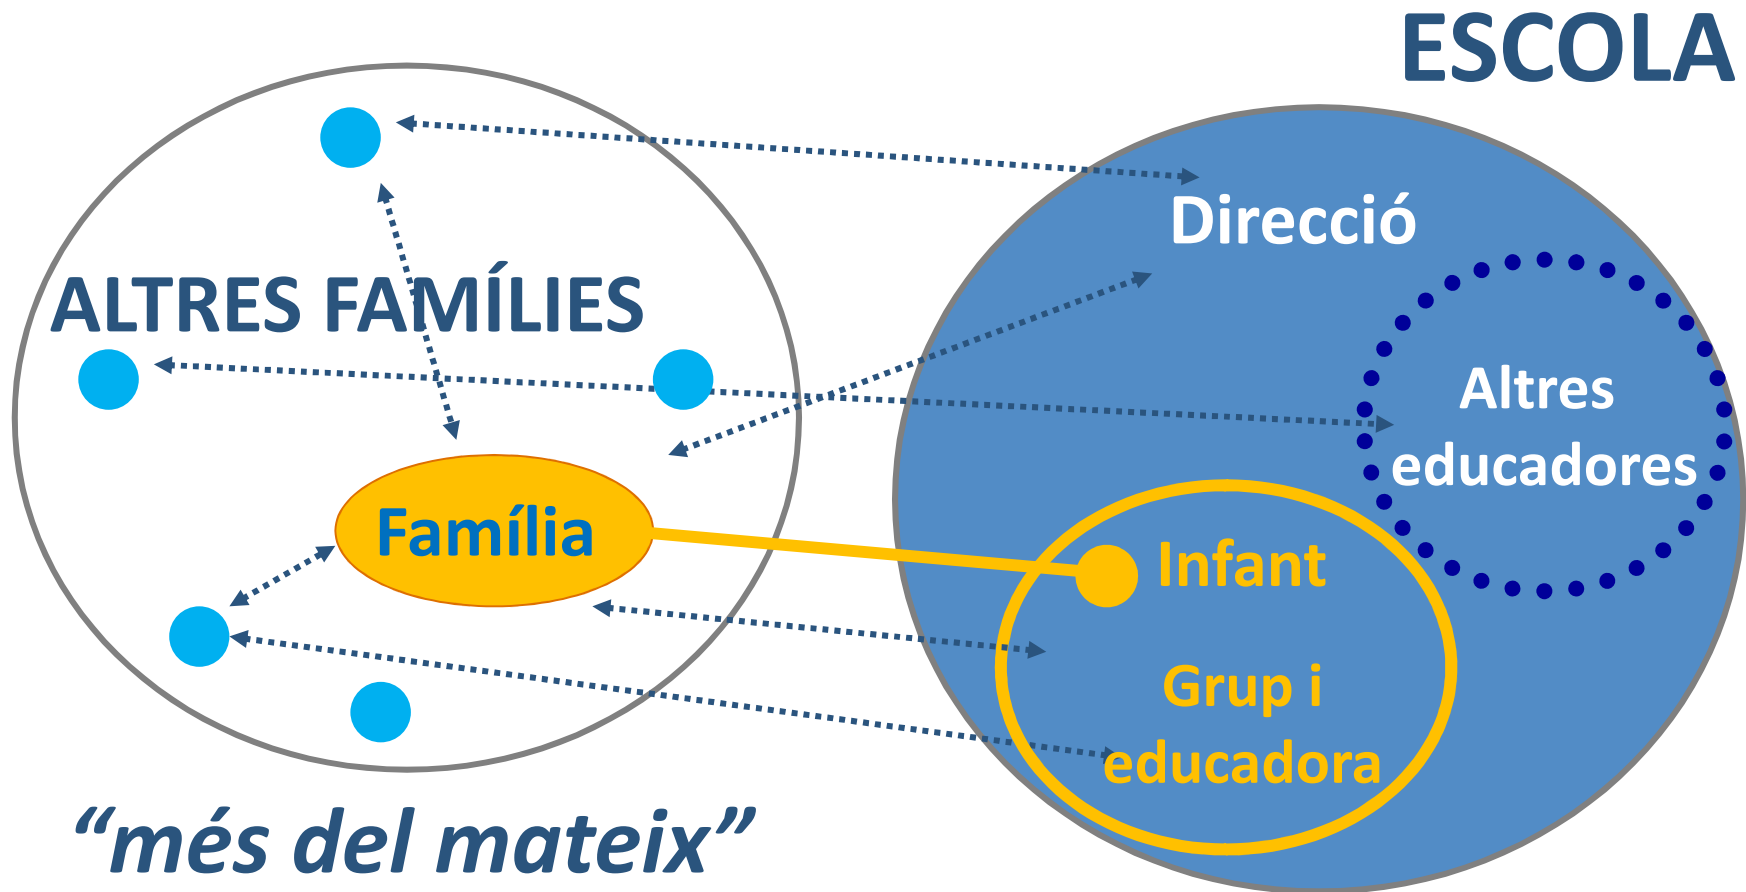 ESCOLA
Direcció
ALTRES FAMÍLIES
Altres
educadores
Família
Infant
Grup i
educadora
“més del mateix”